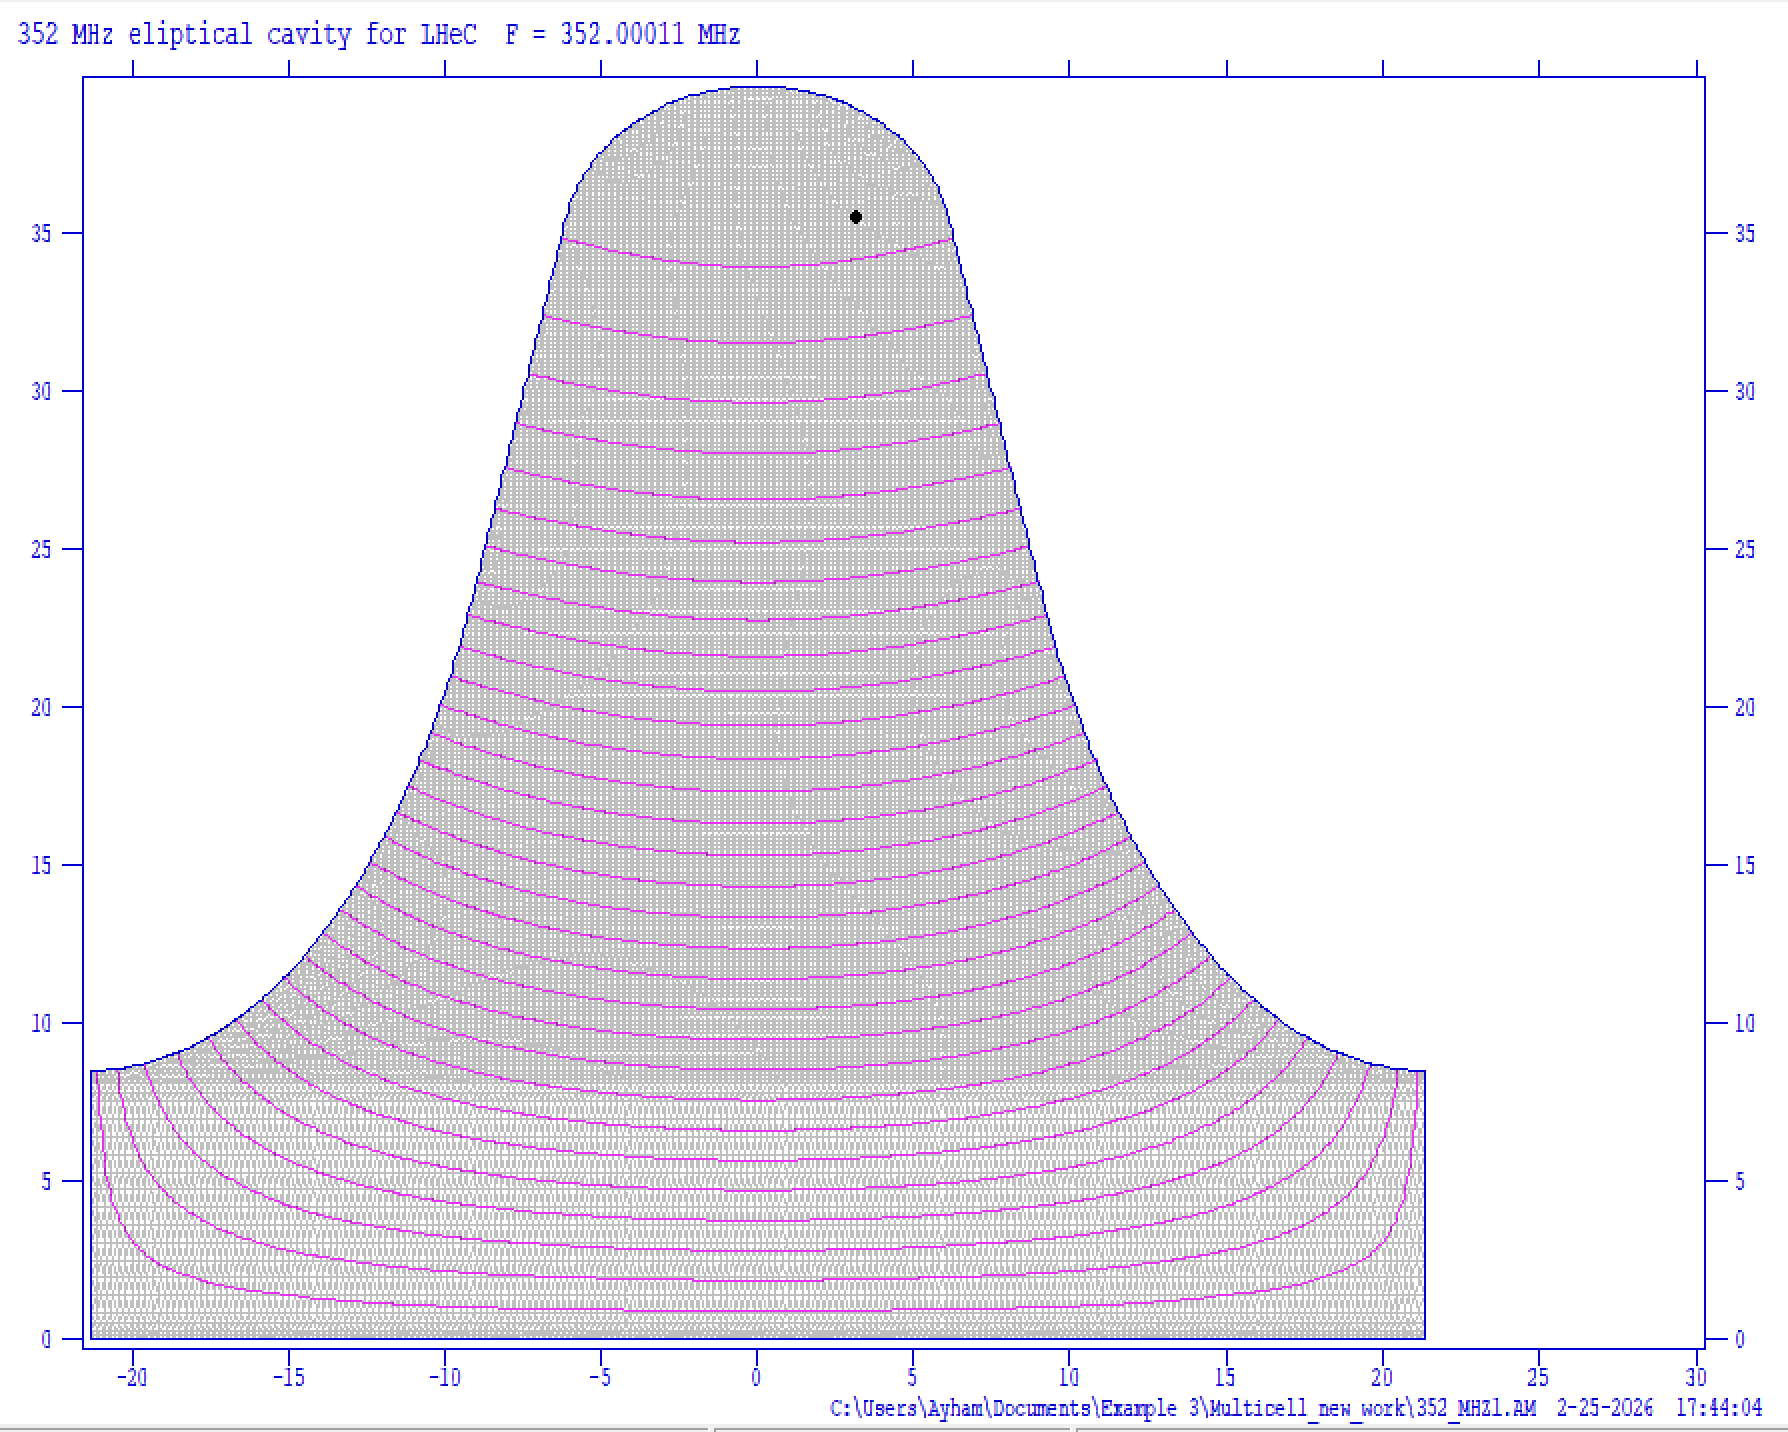 352 MHz eliptical cavity for LHeC F = 352.00011 MHz
35 35
30 30
25 25
20 20
15 15
10 10
5 5
0 0
-20 -15 -10 -5 0 5 10 15 20 25 30
C:\Users\Ayham\Documents\Example 3\Multicell_new_work\352_MHZ1.AM 2-25-2026 17:44:04